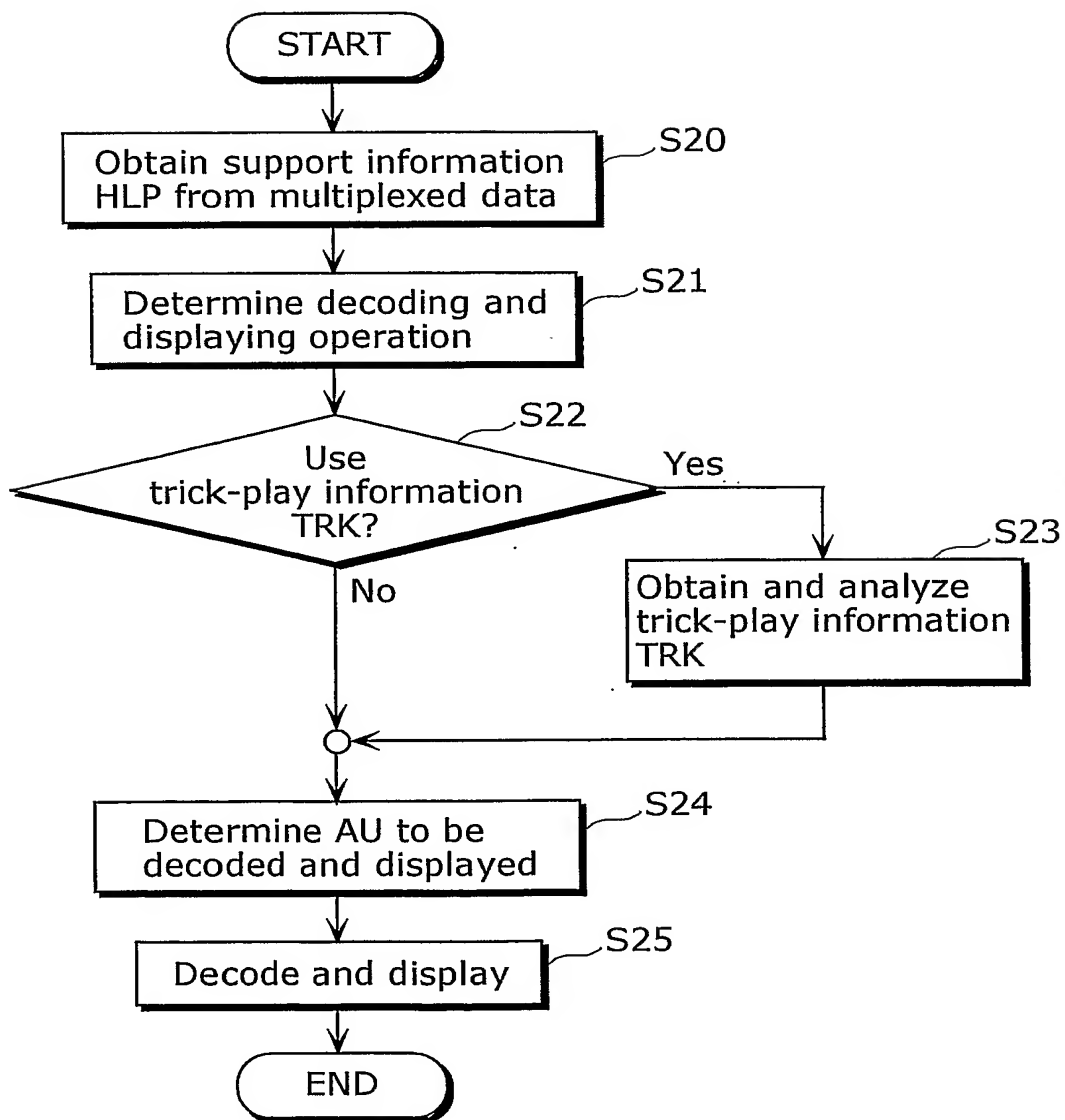 START
S20
Obtain support information
HLP from multiplexed data
S21
Determine decoding and
displaying operation
S22
Use
trick-play information
TRK?
Yes
No
S23
Obtain and analyze
trick-play information
TRK
S24
Determine AU to be
decoded and displayed
S25
Decode and display
END